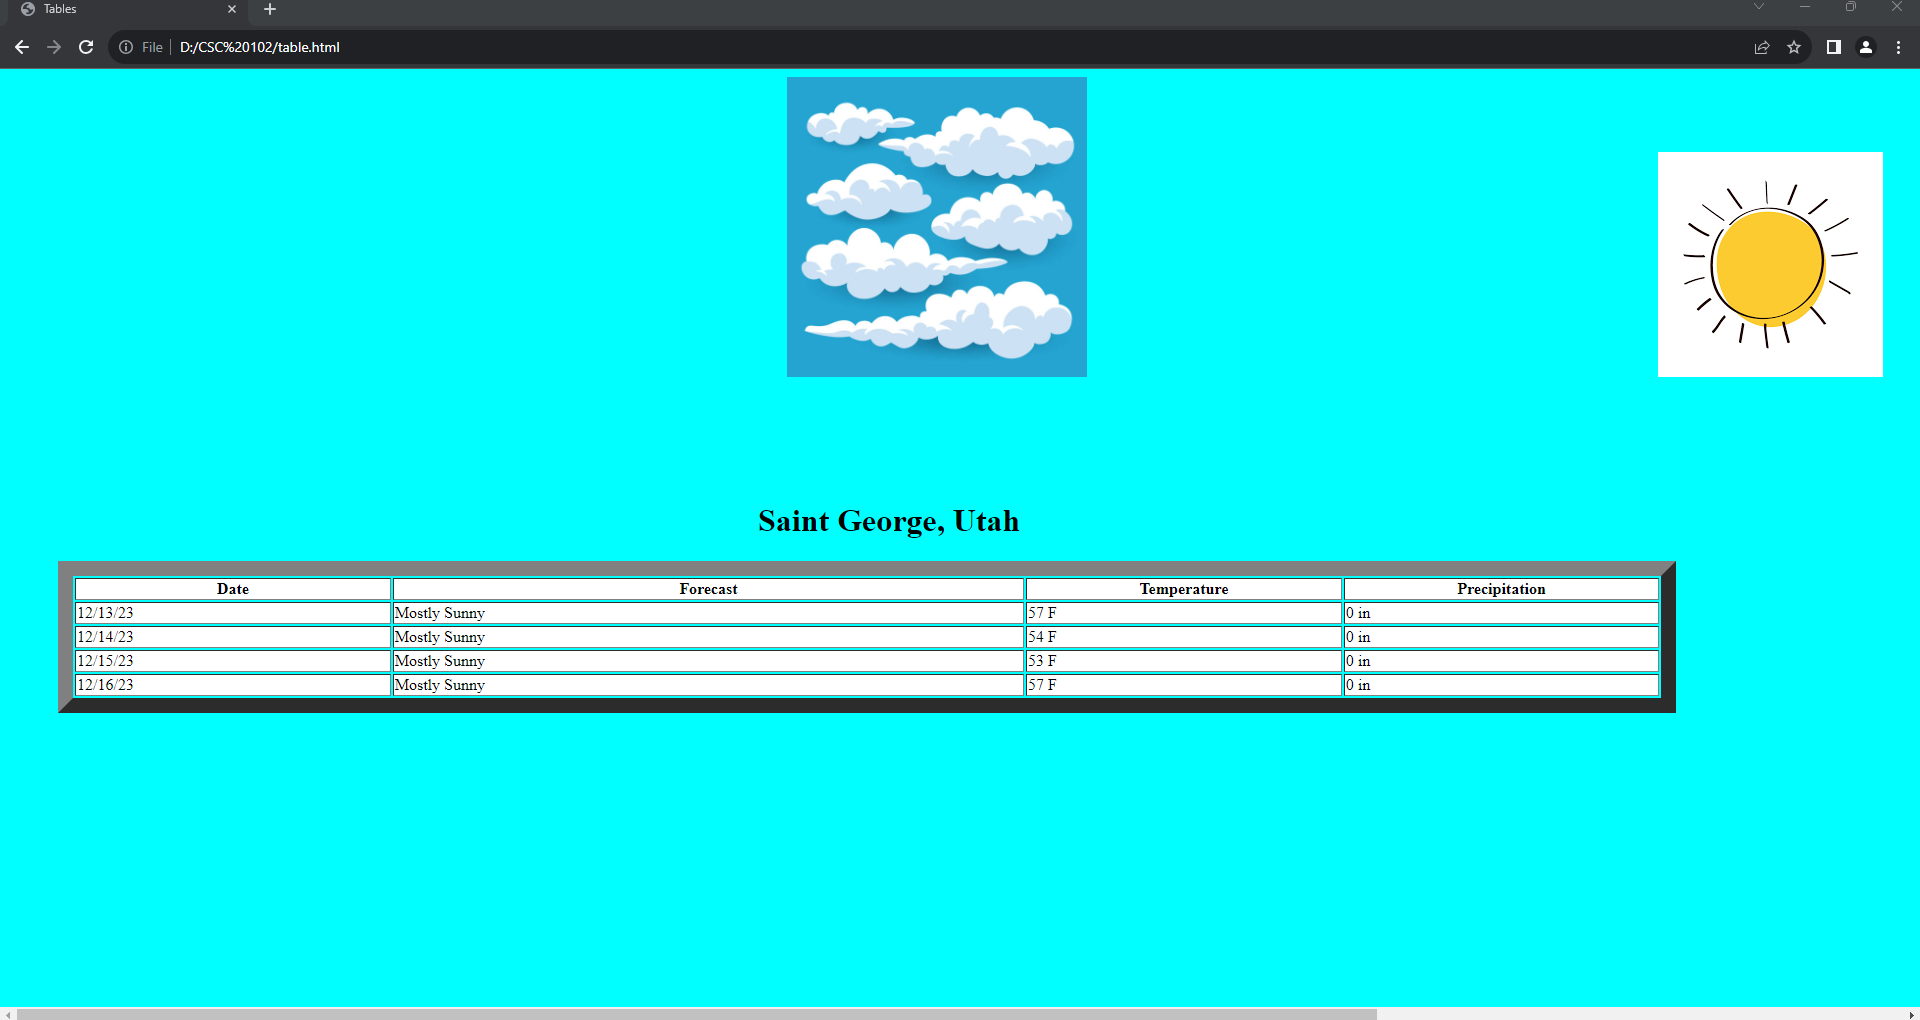 Tables
File D:/CSC%20102/table.html
Saint George, Utah
Date Forecast Temperature Precipitation
12/13/23 Mostly Sunny 57 F 0 in
12/14/23 Mostly Sunny 54 F 0 in
12/15/23 Mostly Sunny 53 F 0 in
12/16/23 Mostly Sunny 57 F 0 in